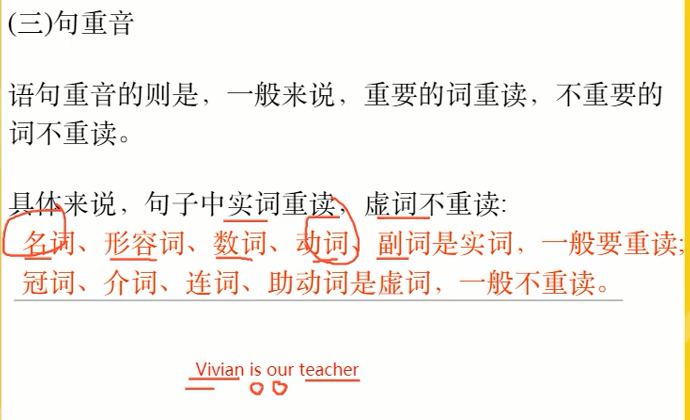 (三)句重音
语句重音的则是，一般来说，重要的词重读，不重要的
词不重读。
具体来说，句子中实词重读，虚词不重读:
名词、形容词、数词、动词、副词是实词，一般要重读;
冠词、介词、连词、助动词是虚词，一般不重读。
Vivian is our teacher